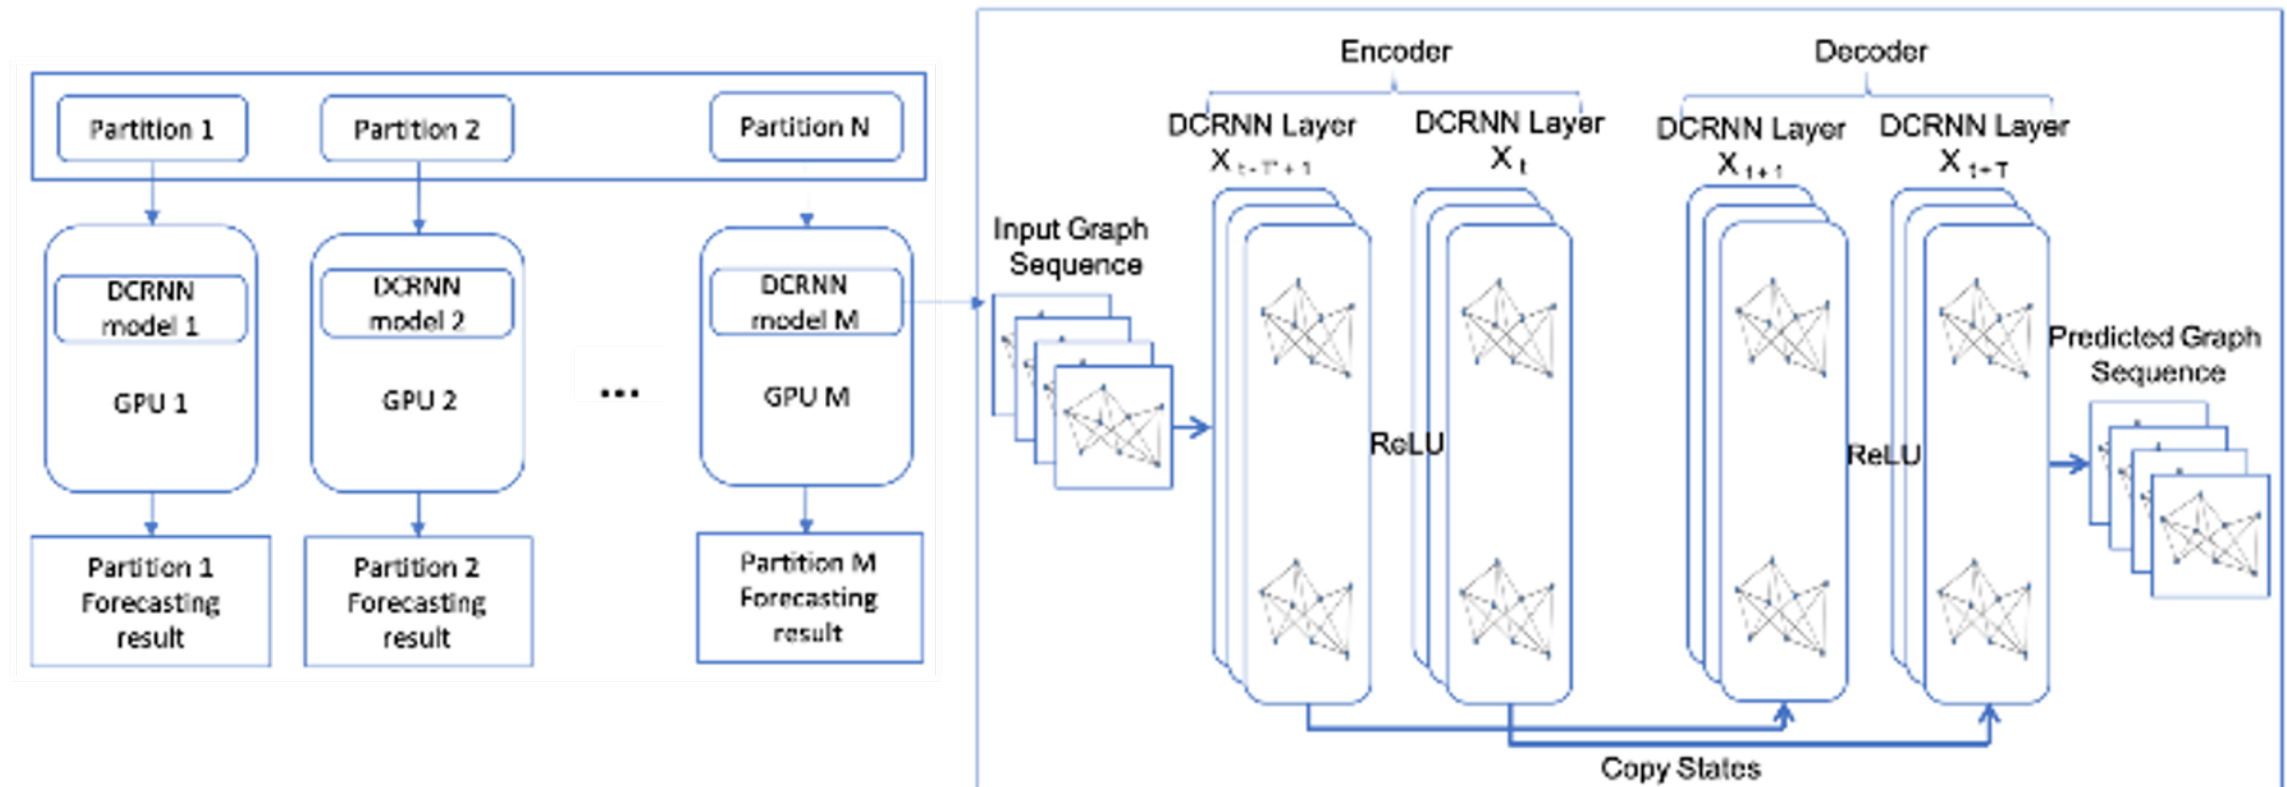 Partition 1
Partition 2
Partition N
DCRNN
model 1
GPU 1
DCRNN
model 2
GPU 2
...
DCRNN
model M
GPU M
Partition 1
Forecasting
result
Partition 2
Forecasting
result
Partition M
Forecasting
result
Encoder
Decoder
DCRNN Layer
X t - T' + 1
DCRNN Layer
X t
DCRNN Layer
X t + 1
DCRNN Layer
X t + T
Input Graph
Sequence
ReLU
ReLU
Predicted Graph
Sequence
Copy States